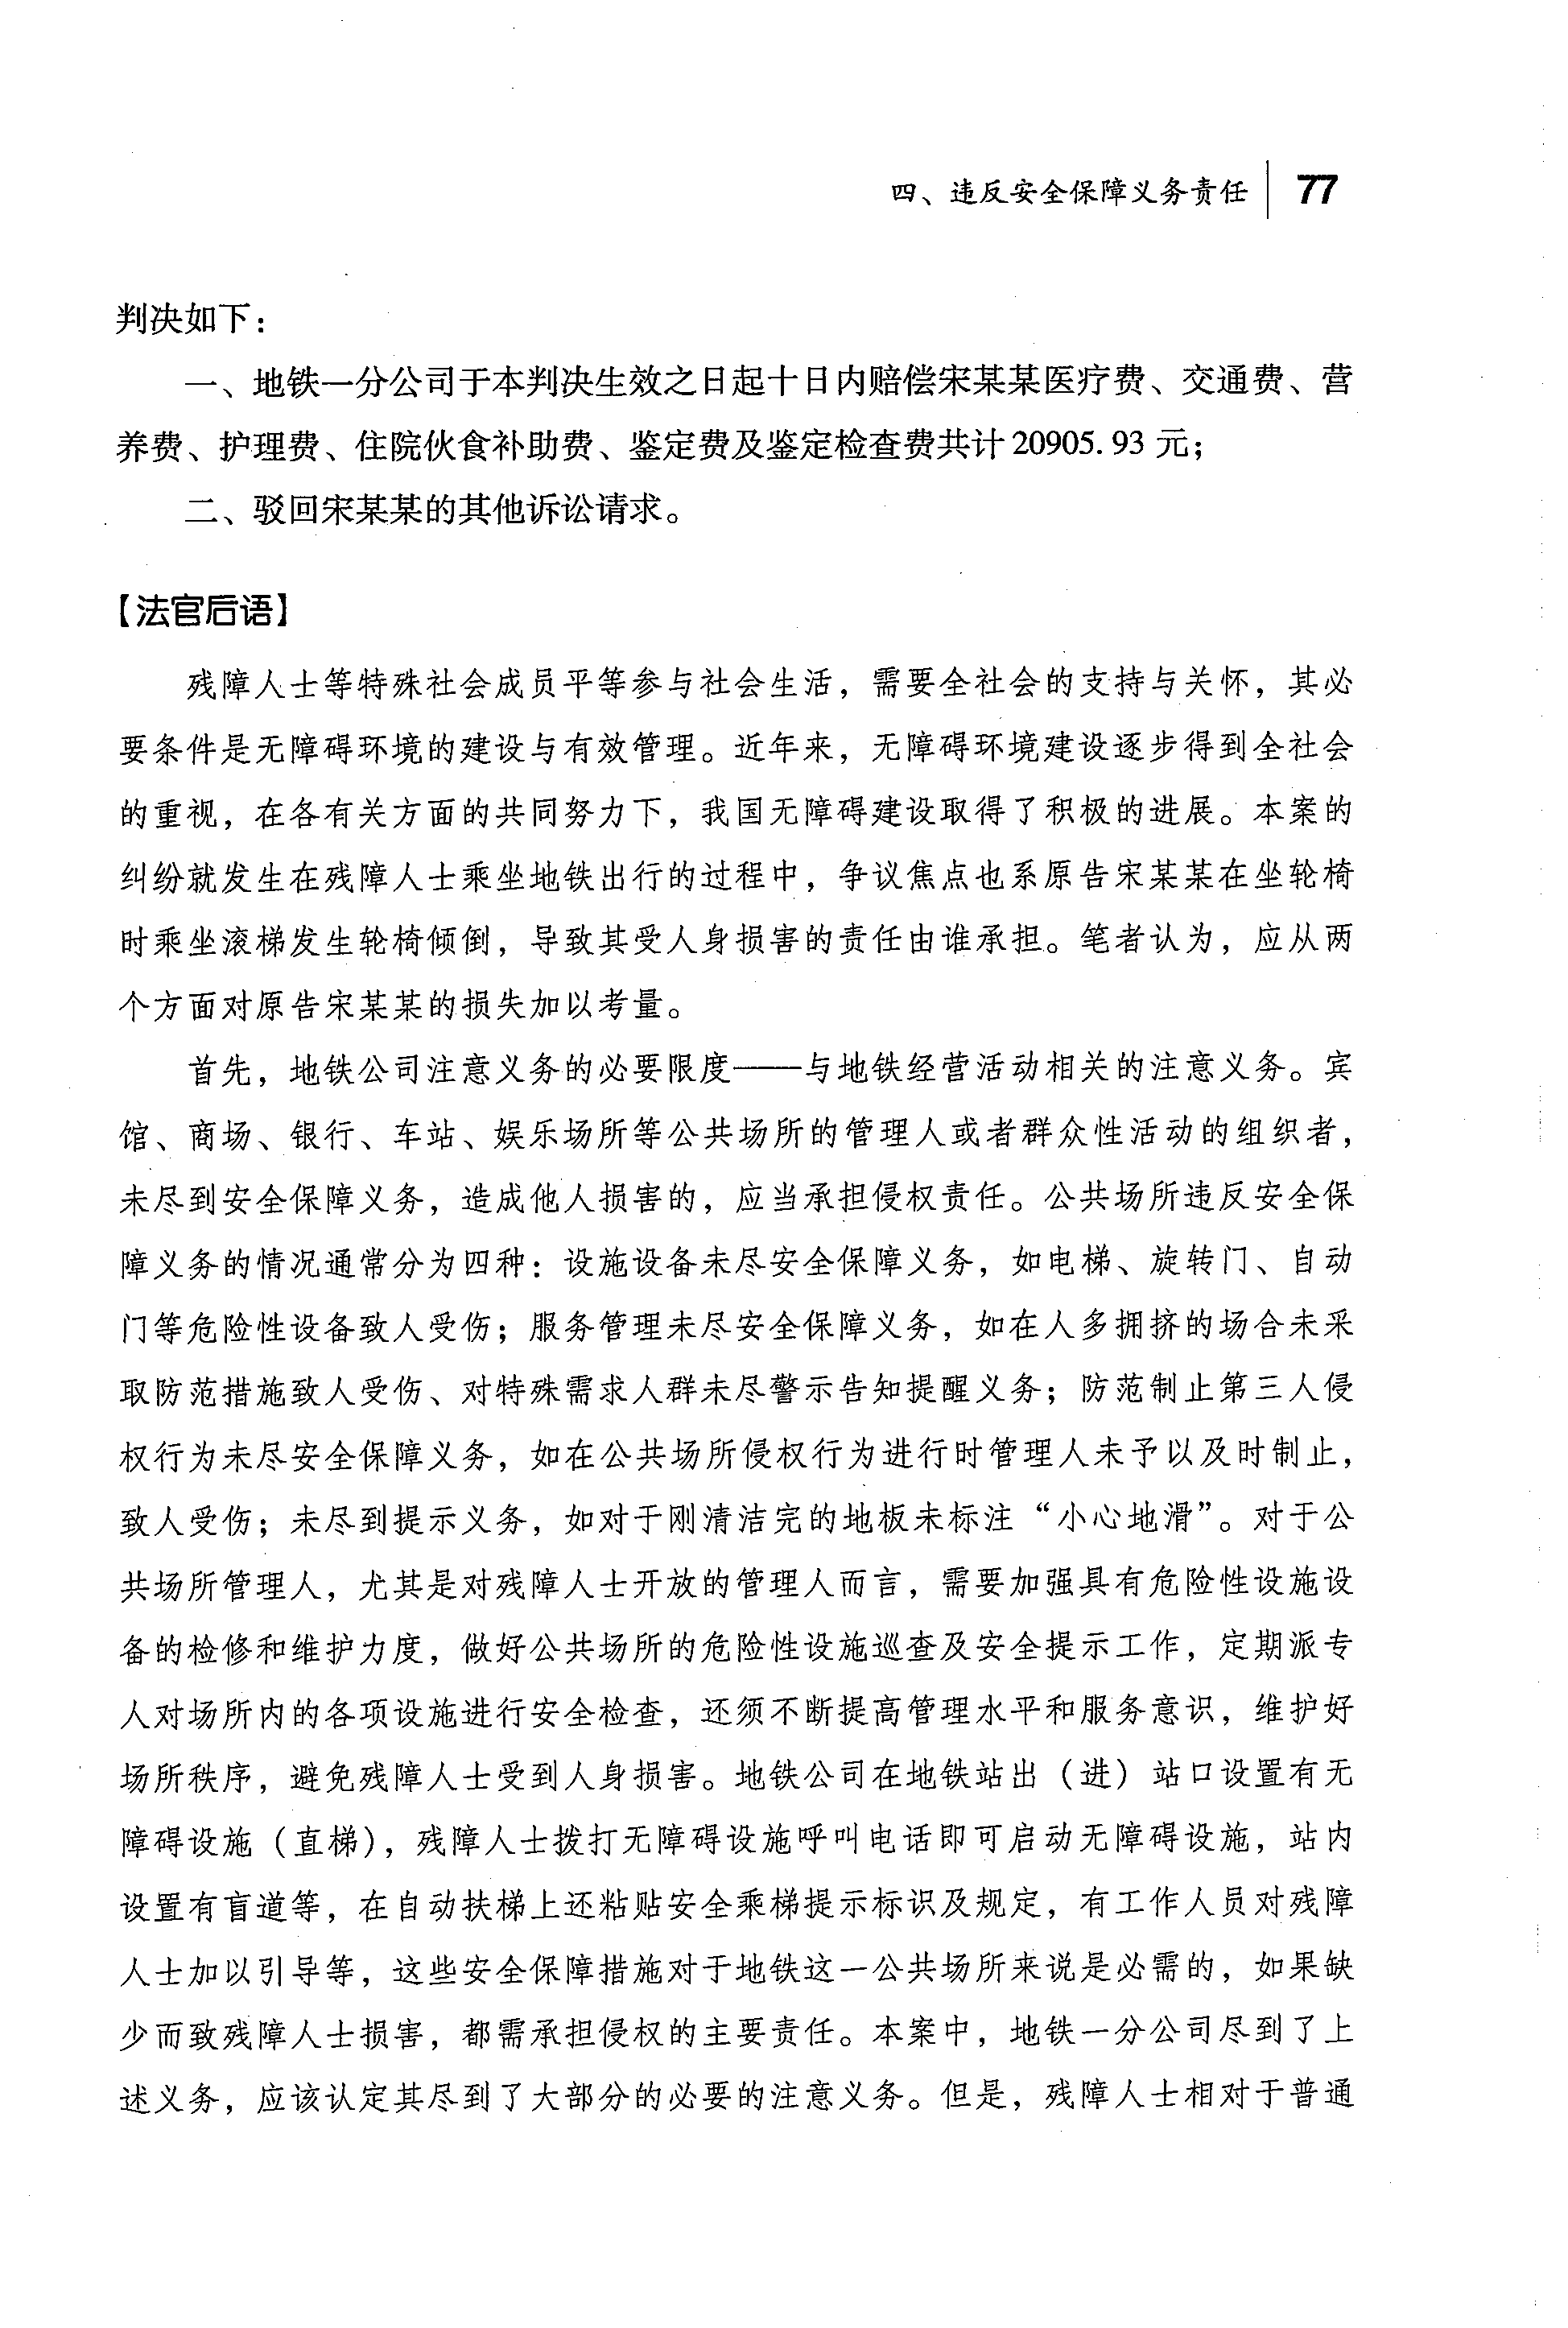 四、违反安全保障义务责任 77
判决如下：
一、地铁一分公司于本判决生效之日起十日内赔偿宋某某医疗费、交通费、营
养费、护理费、住院伙食补助费、鉴定费及鉴定检查费共计 20905.93 元；
二、驳回宋某某的其他诉讼请求。
【法官后语】
残障人士等特殊社会成员平等参与社会生活，需要全社会的支持与关怀，其必
要条件是无障碍环境的建设与有效管理。近年来，无障碍环境建设逐步得到全社会
的重视，在各有关方面的共同努力下，我国无障碍建设取得了积极的进展。本案的
纠纷就发生在残障人士乘坐地铁出行的过程中，争议焦点也系原告宋某某在坐轮椅
时乘坐滚梯发生轮椅倾倒，导致其受人身损害的责任由谁承担。笔者认为，应从两
个方面对原告宋某某的损失加以考量。
首先，地铁公司注意义务的必要限度——与地铁经营活动相关的注意义务。宾
馆、商场、银行、车站、娱乐场所等公共场所的管理人或者群众性活动的组织者，
未尽到安全保障义务，造成他人损害的，应当承担侵权责任。公共场所违反安全保
障义务的情况通常分为四种：设施设备未尽安全保障义务，如电梯、旋转门、自动
门等危险性设备致人受伤；服务管理未尽安全保障义务，如在人多拥挤的场合未采
取防范措施致人受伤、对特殊需求人群未尽警示告知提醒义务；防范制止第三人侵
权行为未尽安全保障义务，如在公共场所侵权行为进行时管理人未予以及时制止，
致人受伤；未尽到提示义务，如对于刚清洁完的地板未标注“小心地滑”。对于公
共场所管理人，尤其是对残障人士开放的管理人而言，需要加强具有危险性设施设
备的检修和维护力度，做好公共场所的危险性设施巡查及安全提示工作，定期派专
人对场所内的各项设施进行安全检查，还须不断提高管理水平和服务意识，维护好
场所秩序，避免残障人士受到人身损害。地铁公司在地铁站出（进）站口设置有无
障碍设施（直梯），残障人士拨打无障碍设施呼叫电话即可启动无障碍设施，站内
设置有盲道等，在自动扶梯上还粘贴安全乘梯提示标识及规定，有工作人员对残障
人士加以引导等，这些安全保障措施对于地铁这一公共场所来说是必需的，如果缺
少而致残障人士损害，都需承担侵权的主要责任。本案中，地铁一分公司尽到了上
述义务，应该认定其尽到了大部分的必要的注意义务。但是，残障人士相对于普通